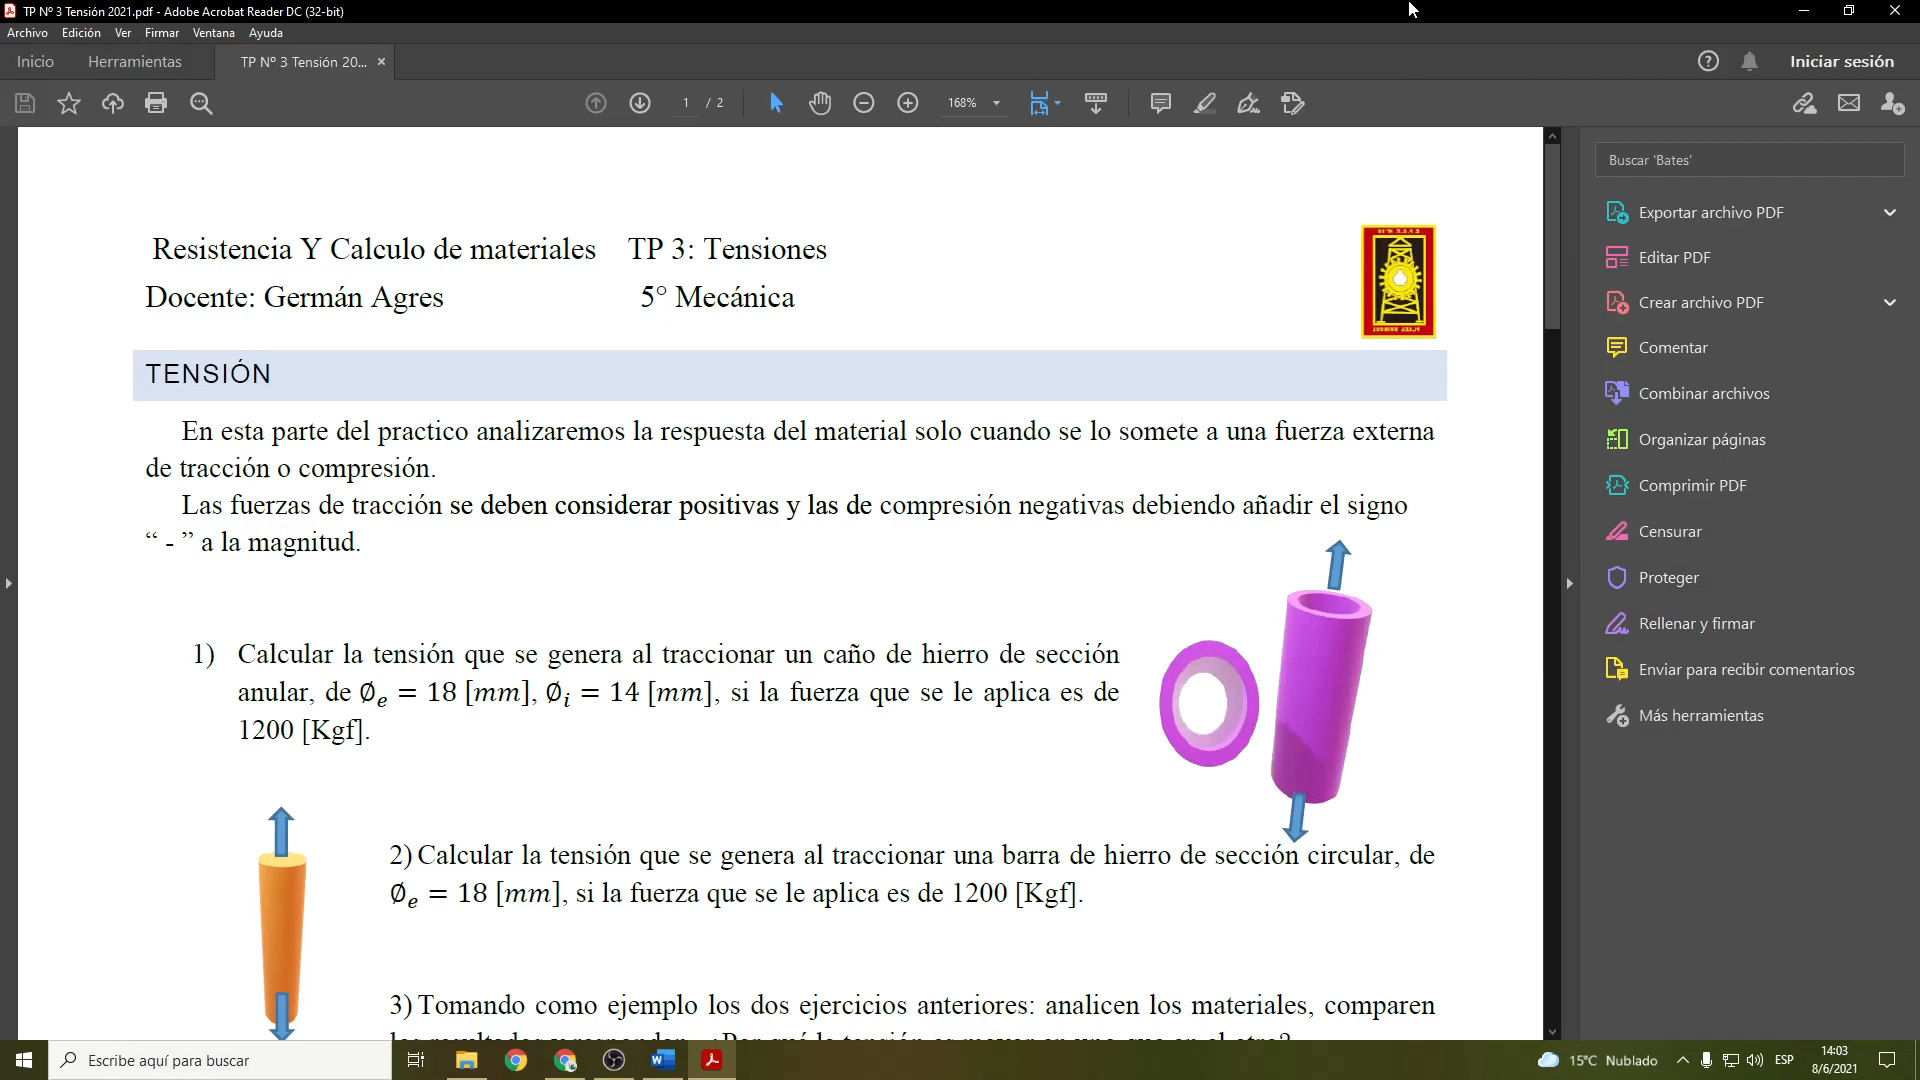 TP Nº 3 Tensión 2021.pdf - Adobe Acrobat Reader DC (32-bit)
Archivo Edición Ver Firmar Ventana Ayuda
Inicio Herramientas TP Nº 3 Tensión 20... × Iniciar sesión
1 / 2 168%
Buscar 'Bates'
Exportar archivo PDF
Editar PDF
Crear archivo PDF
Comentar
Combinar archivos
Organizar páginas
Comprimir PDF
Censurar
Proteger
Rellenar y firmar
Enviar para recibir comentarios
Más herramientas
Resistencia Y Calculo de materiales TP 3: Tensiones
Docente: Germán Agres 5° Mecánica
TENSIÓN
En esta parte del practico analizaremos la respuesta del material solo cuando se lo somete a una fuerza externa
de tracción o compresión.
Las fuerzas de tracción se deben considerar positivas y las de compresión negativas debiendo añadir el signo
“ - ” a la magnitud.
1) Calcular la tensión que se genera al traccionar un caño de hierro de sección
anular, de ∅e = 18 [mm], ∅i = 14 [mm], si la fuerza que se le aplica es de
1200 [Kgf].
2) Calcular la tensión que se genera al traccionar una barra de hierro de sección circular, de
∅e = 18 [mm], si la fuerza que se le aplica es de 1200 [Kgf].
3) Tomando como ejemplo los dos ejercicios anteriores: analicen los materiales, comparen
Escribe aquí para buscar
15°C Nublado ESP 14:03
8/6/2021